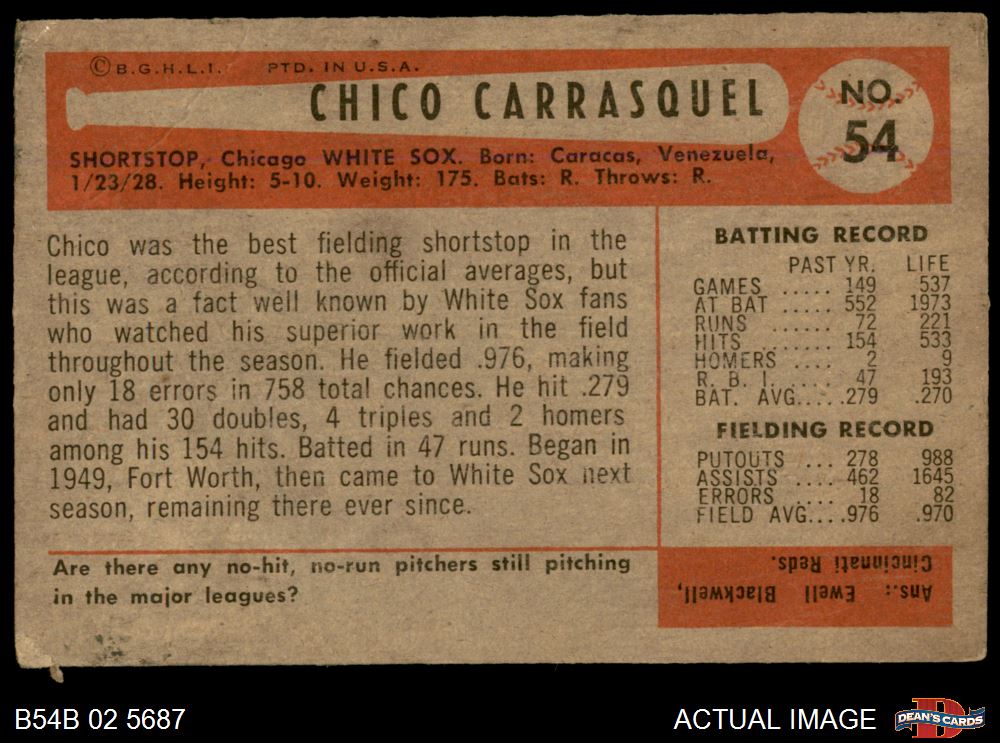 ©B.G.H.L.I. PTD. IN U.S.A.
CHICO CARRASQUEL
NO.
54
SHORTSTOP, Chicago WHITE SOX. Born: Caracas, Venezuela,
1/23/28. Height: 5-10. Weight: 175. Bats: R. Throws: R.
Chico was the best fielding shortstop in the
league, according to the official averages, but
this was a fact well known by White Sox fans
who watched his superior work in the field
throughout the season. He fielded .976, making
only 18 errors in 758 total chances. He hit .279
and had 30 doubles, 4 triples and 2 homers
among his 154 hits. Batted in 47 runs. Began in
1949, Fort Worth, then came to White Sox next
season, remaining there ever since.
BATTING RECORD
PAST YR. LIFE
GAMES ..... 149 537
AT BAT ..... 552 1973
RUNS ...... 72 221
HITS ....... 154 533
HOMERS .... 2 9
R. B. I. ..... 47 193
BAT. AVG.....279 .270
FIELDING RECORD
PUTOUTS ... 278 988
ASSISTS .... 462 1645
ERRORS .... 18 82
FIELD AVG....976 .970
Are there any no-hit, no-run pitchers still pitching
in the major leagues?
Ans.: Ewell Blackwell,
Cincinnati Reds.
B54B 02 5687
ACTUAL IMAGE
DEAN'S CARDS